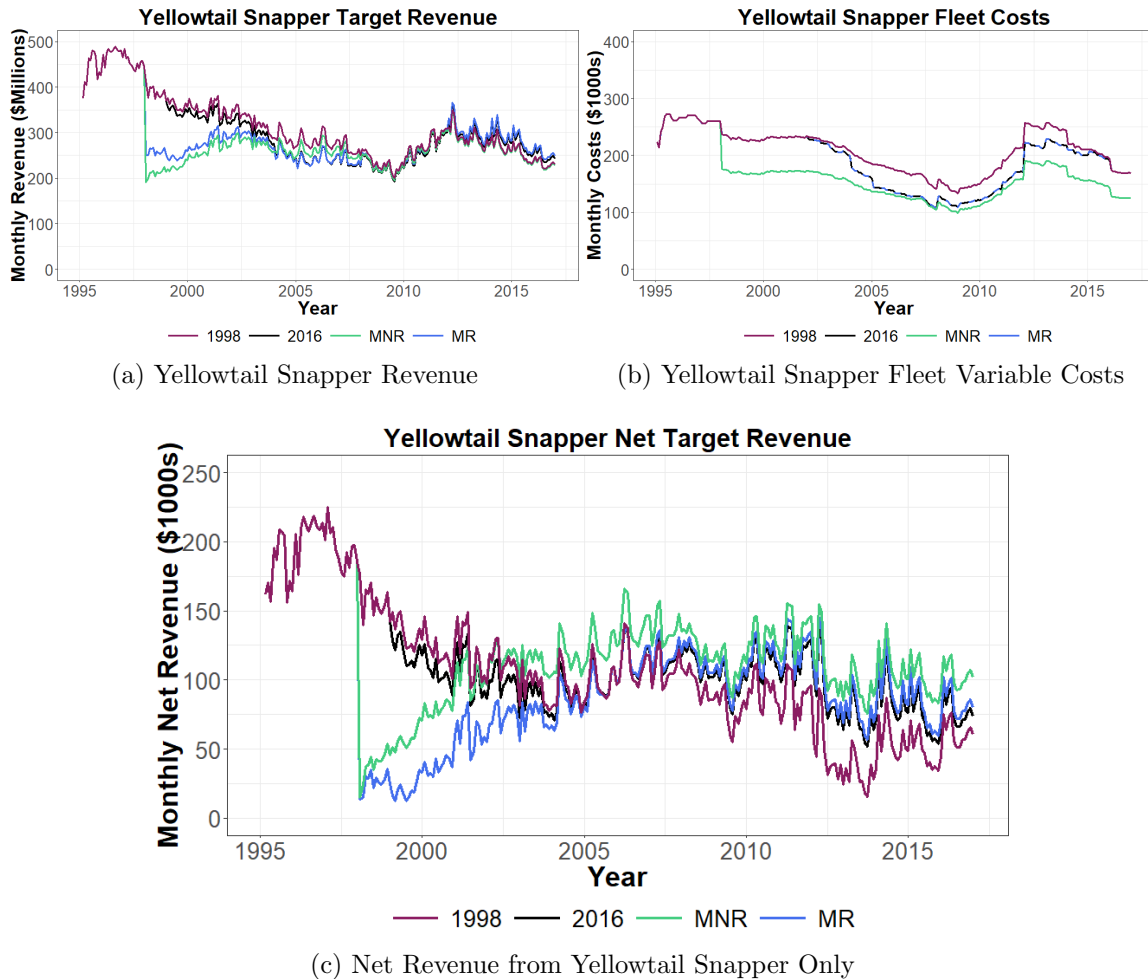 Yellowtail Snapper Target Revenue
Monthly Revenue ($Millions)
500
400
300
200
100
0
1995 2000 2005 2010 2015
Year
1998 2016 MNR MR
(a) Yellowtail Snapper Revenue
Yellowtail Snapper Fleet Costs
Monthly Costs ($1000s)
400
300
200
100
0
1995 2000 2005 2010 2015
Year
1998 2016 MNR MR
(b) Yellowtail Snapper Fleet Variable Costs
Yellowtail Snapper Net Target Revenue
Monthly Net Revenue ($1000s)
250
200
150
100
50
0
1995 2000 2005 2010 2015
Year
1998 2016 MNR MR
(c) Net Revenue from Yellowtail Snapper Only